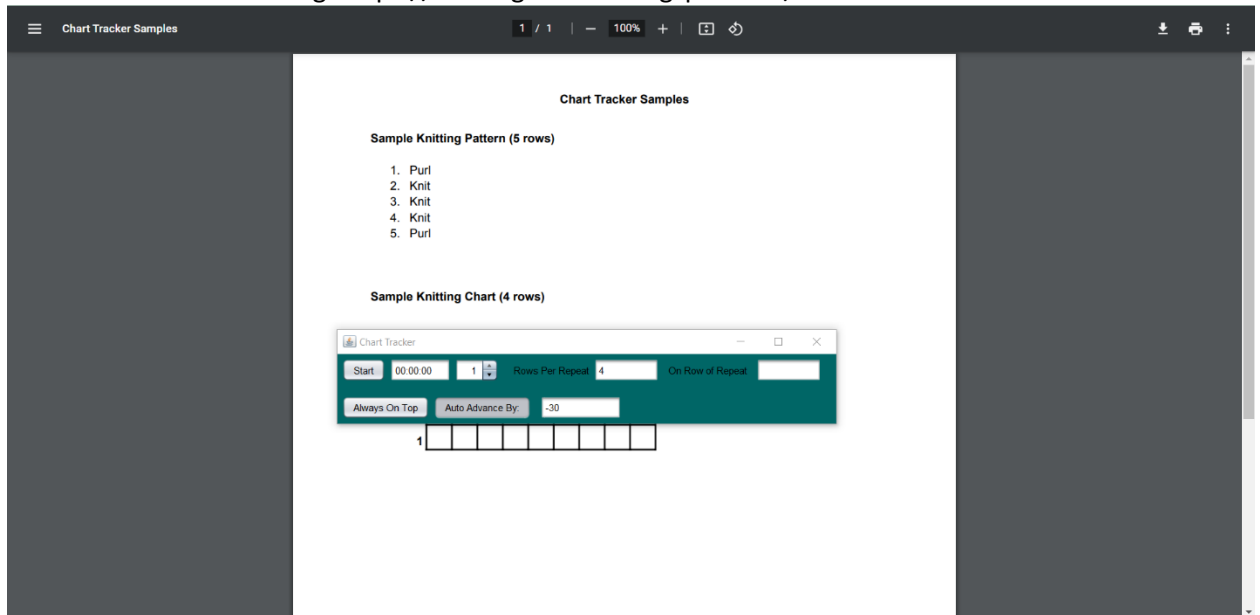 Chart Tracker Samples 1 / 1 | − 100% + |
Chart Tracker Samples
Sample Knitting Pattern (5 rows)
1. Purl
2. Knit
3. Knit
4. Knit
5. Purl
Sample Knitting Chart (4 rows)
Chart Tracker
Start 00:00:00 1 Rows Per Repeat 4 On Row of Repeat
Always On Top Auto Advance By: -30
1